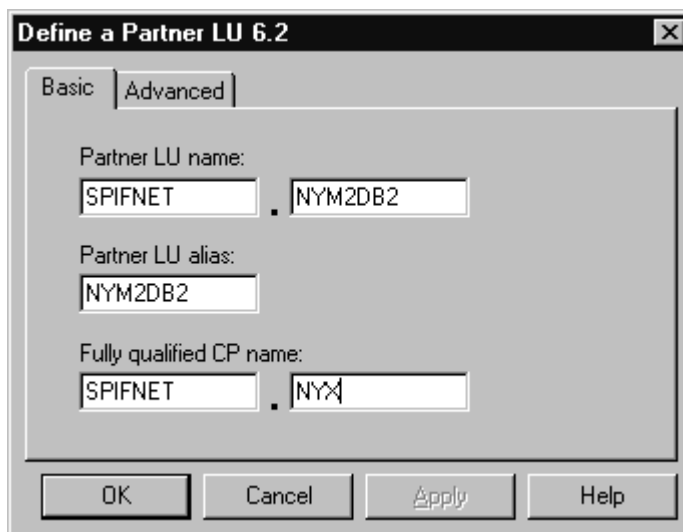 Define a Partner LU 6.2
Basic Advanced
Partner LU name:
SPIFNET . NYM2DB2
Partner LU alias:
NYM2DB2
Fully qualified CP name:
SPIFNET . NYX
OK Cancel Apply Help